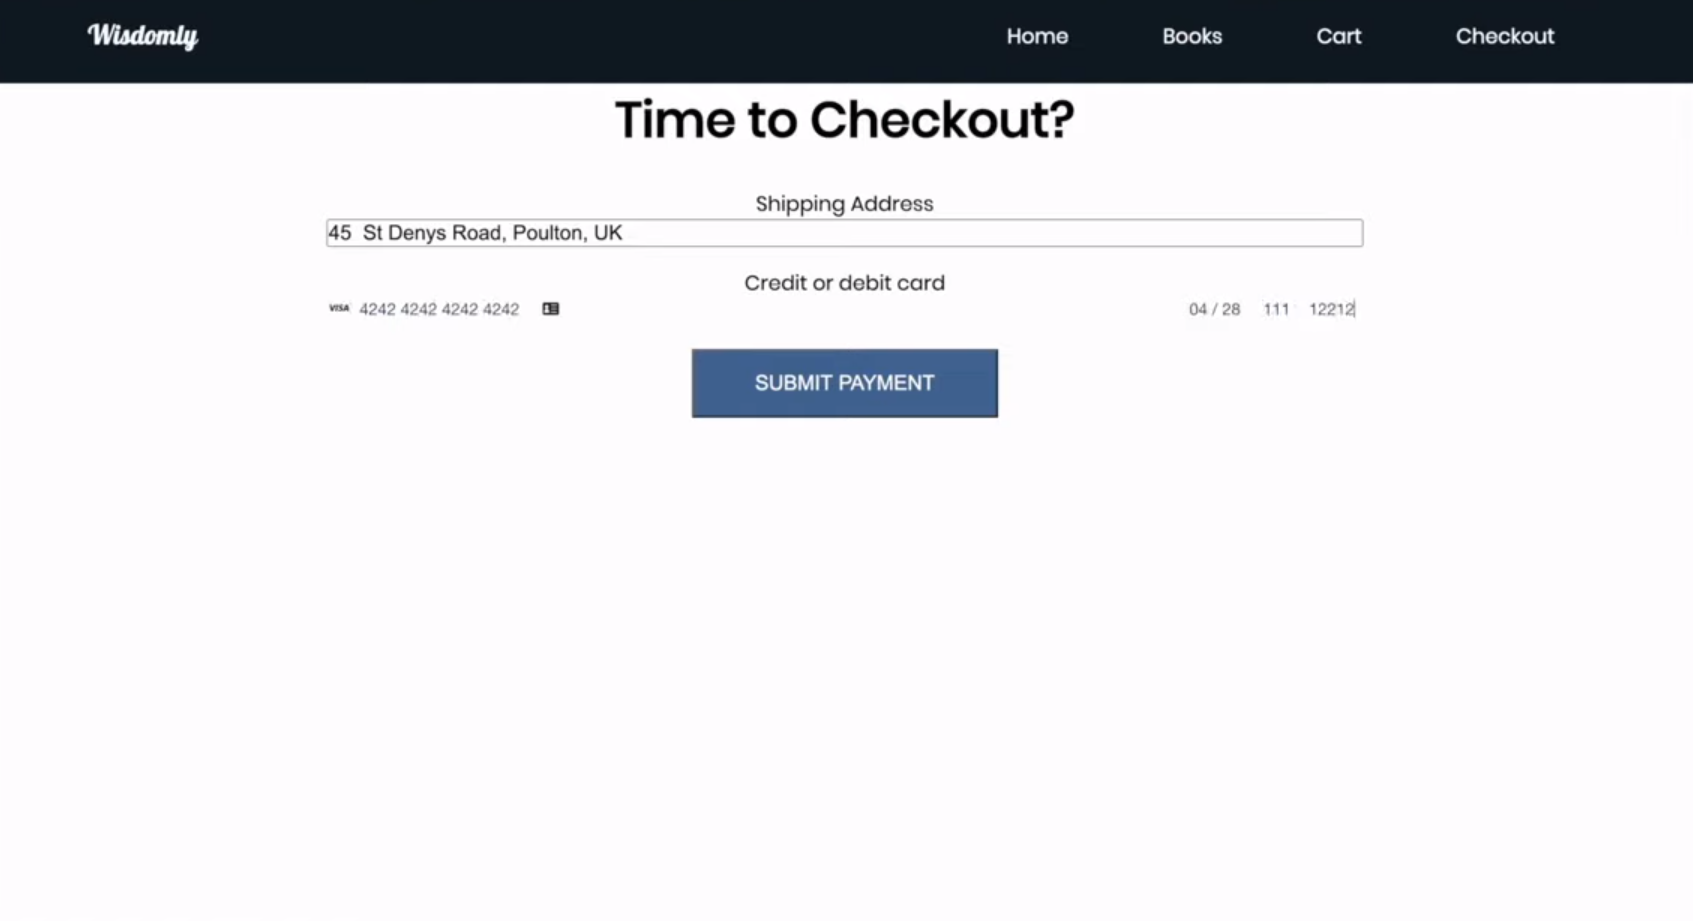 Wisdomly Home Books Cart Checkout
Time to Checkout?
Shipping Address
45  St Denys Road, Poulton, UK
Credit or debit card
VISA 4242 4242 4242 4242 04 / 28 111 12212
SUBMIT PAYMENT